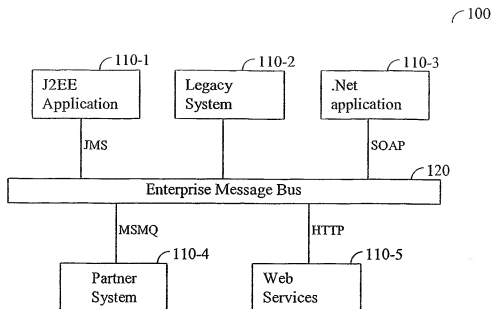 100
110-1
110-2
110-3
J2EE
Application
Legacy
System
.Net
application
JMS
SOAP
120
Enterprise Message Bus
MSMQ
HTTP
110-4
110-5
Partner
System
Web
Services